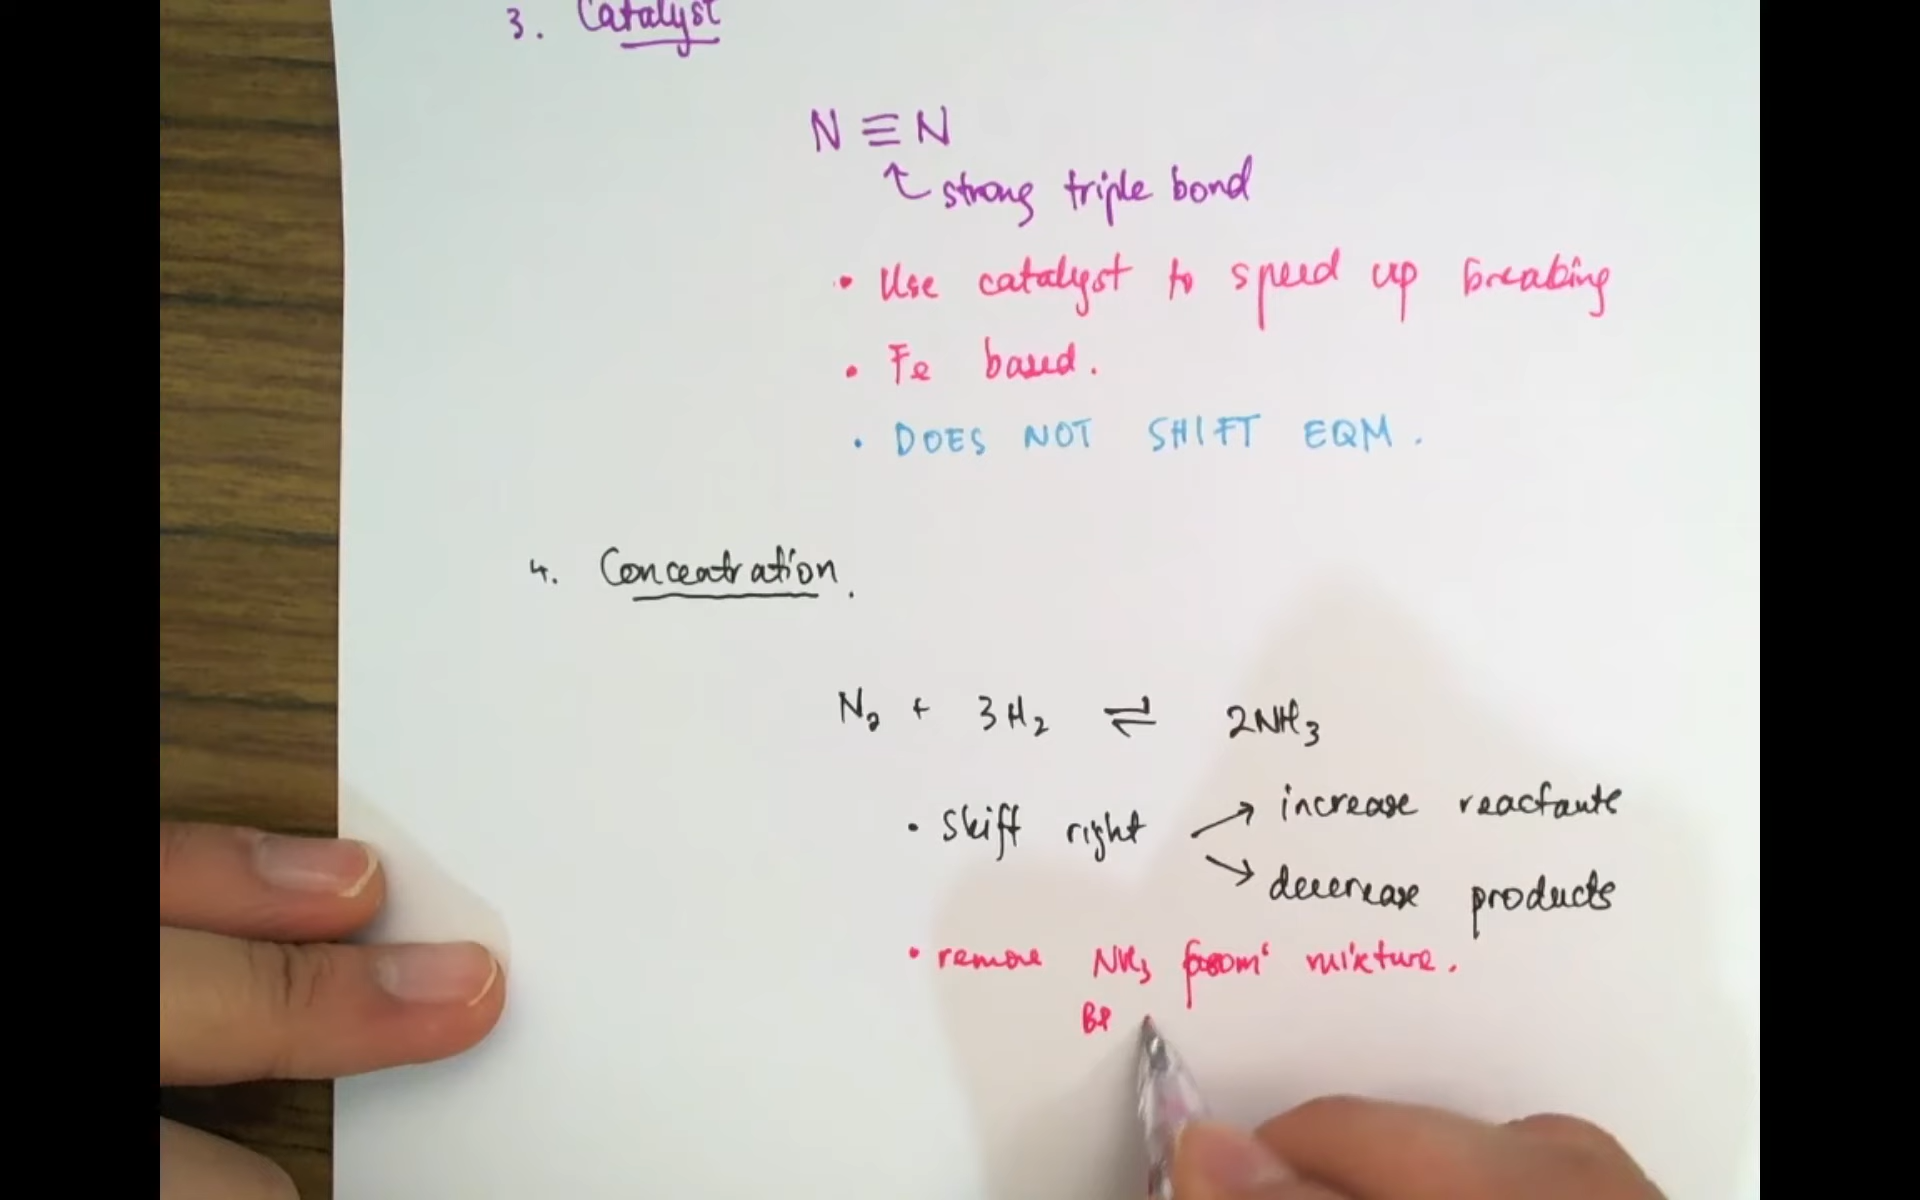 3. Catalyst
N ≡ N
strong triple bond
• Use catalyst to speed up breaking
• Fe based.
• DOES NOT SHIFT EQM.
4. Concentration.
N₂ + 3H₂ ⇌ 2NH₃
• shift right → increase reactants
→ decrease products
• remove NH₃ from mixture.
BP